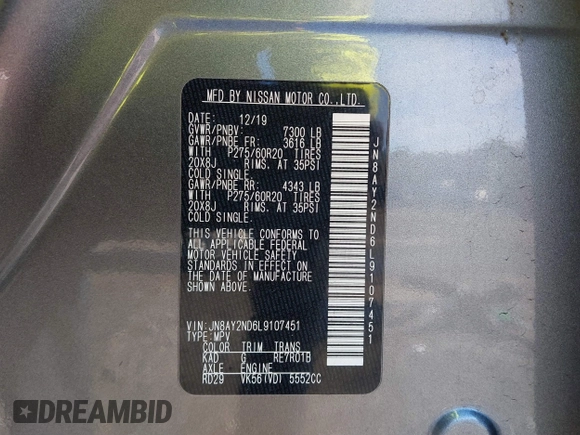 MFD BY NISSAN MOTOR CO.,LTD.
DATE: 12/19
GVWR/PNBV: 7300 LB
GAWR/PNBE FR: 3616 LB
WITH P275/60R20 TIRES
20X8J RIMS, AT 35PSI
COLD SINGLE.
GAWR/PNBE RR: 4343 LB
WITH P275/60R20 TIRES
20X8J RIMS, AT 35PSI
COLD SINGLE.
THIS VEHICLE CONFORMS TO
ALL APPLICABLE FEDERAL
MOTOR VEHICLE SAFETY
STANDARDS IN EFFECT ON
THE DATE OF MANUFACTURE
SHOWN ABOVE.
VIN:JN8AY2ND6L9107451
TYPE:MPV
COLOR TRIM TRANS
KAD G RE7R01B
AXLE ENGINE
RD29 VK56(VD) 5552CC
JN8AY2ND6L9107451
DREAMBID